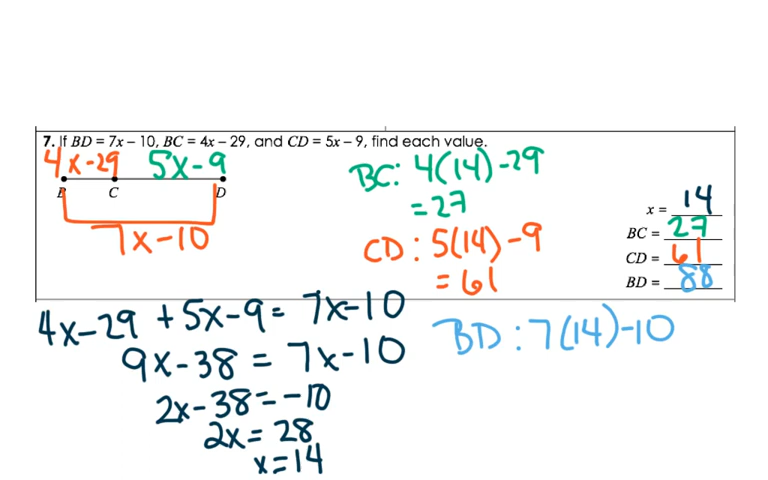 7. If BD = 7x – 10, BC = 4x – 29, and CD = 5x – 9, find each value.
4x-29 5x-9
B C D
7x-10
BC: 4(14)-29
=27
CD: 5(14)-9
= 61
x = 14
BC = 27
CD = 61
BD = 88
4x-29 + 5x-9 = 7x-10
9x-38 = 7x-10
2x-38 = -10
2x = 28
x=14
BD: 7(14)-10